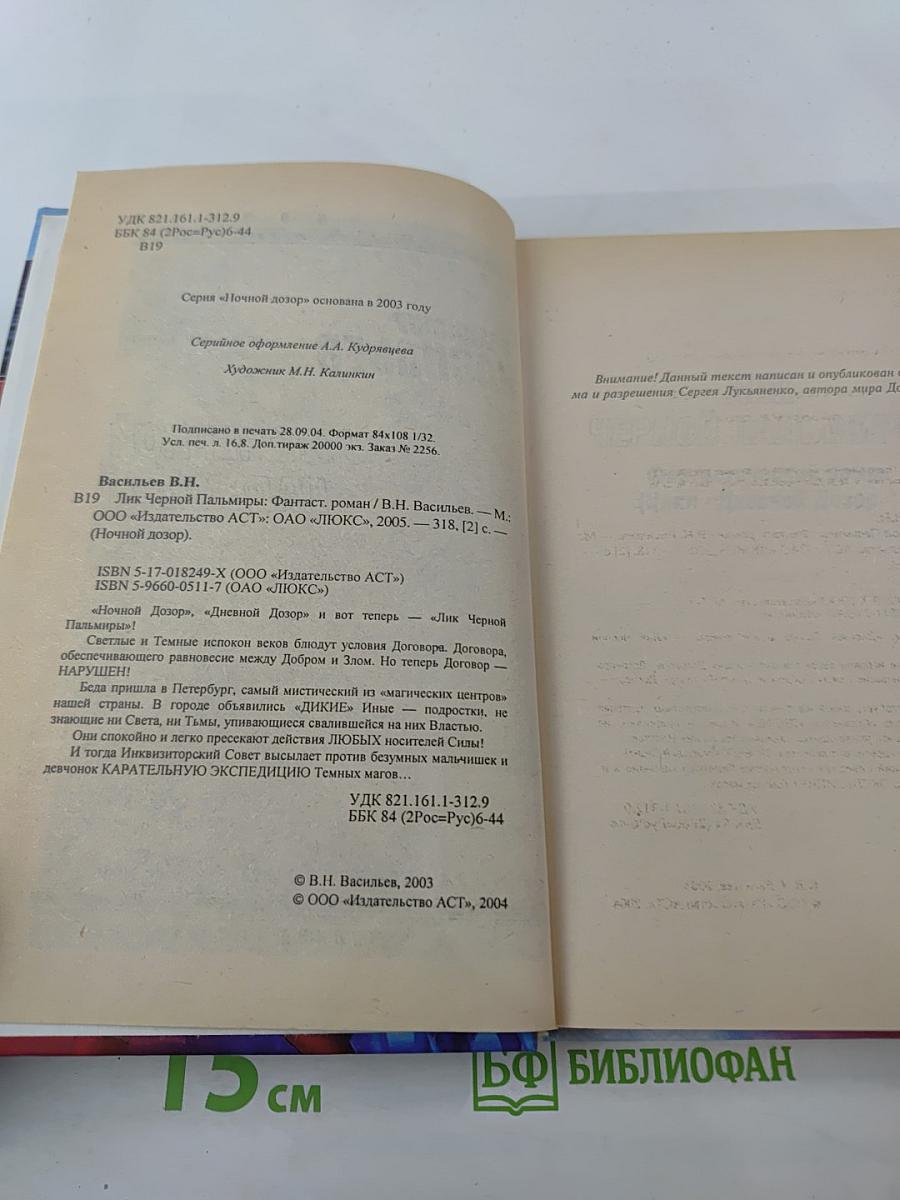 УДК 821.161.1-312.9
ББК 84 (2Рос=Рус)6-44
В19
Серия «Ночной дозор» основана в 2003 году
Серийное оформление А.А. Кудрявцева
Художник М.Н. Калинкин
Подписано в печать 28.09.04. Формат 84х108 1/32.
Усл. печ. л. 16,8. Доп.тираж 20000 экз. Заказ № 2256.
Васильев В.Н.
В19 Лик Черной Пальмиры: Фантаст. роман / В.Н. Васильев. — М.:
ООО «Издательство АСТ»: ОАО «ЛЮКС», 2005. — 318, [2] с. —
(Ночной дозор).
ISBN 5-17-018249-X (ООО «Издательство АСТ»)
ISBN 5-9660-0511-7 (ОАО «ЛЮКС»)
«Ночной Дозор», «Дневной Дозор» и вот теперь — «Лик Черной
Пальмиры»!
Светлые и Темные испокон веков блюдут условия Договора. Договора,
обеспечивающего равновесие между Добром и Злом. Но теперь Договор —
НАРУШЕН!
Беда пришла в Петербург, самый мистический из «магических центров»
нашей страны. В городе объявились «ДИКИЕ» Иные — подростки, не
знающие ни Света, ни Тьмы, упивающиеся свалившейся на них Властью.
Они спокойно и легко пресекают действия ЛЮБЫХ носителей Силы!
И тогда Инквизиторский Совет высылает против безумных мальчишек и
девчонок КАРАТЕЛЬНУЮ ЭКСПЕДИЦИЮ Темных магов...
УДК 821.161.1-312.9
ББК 84 (2Рос=Рус)6-44
© В.Н. Васильев, 2003
© ООО «Издательство АСТ», 2004
Внимание! Данный текст написан и опубликован
ма и разрешения Сергея Лукьяненко, автора мира До
15 см
БФ БИБЛИОФАН